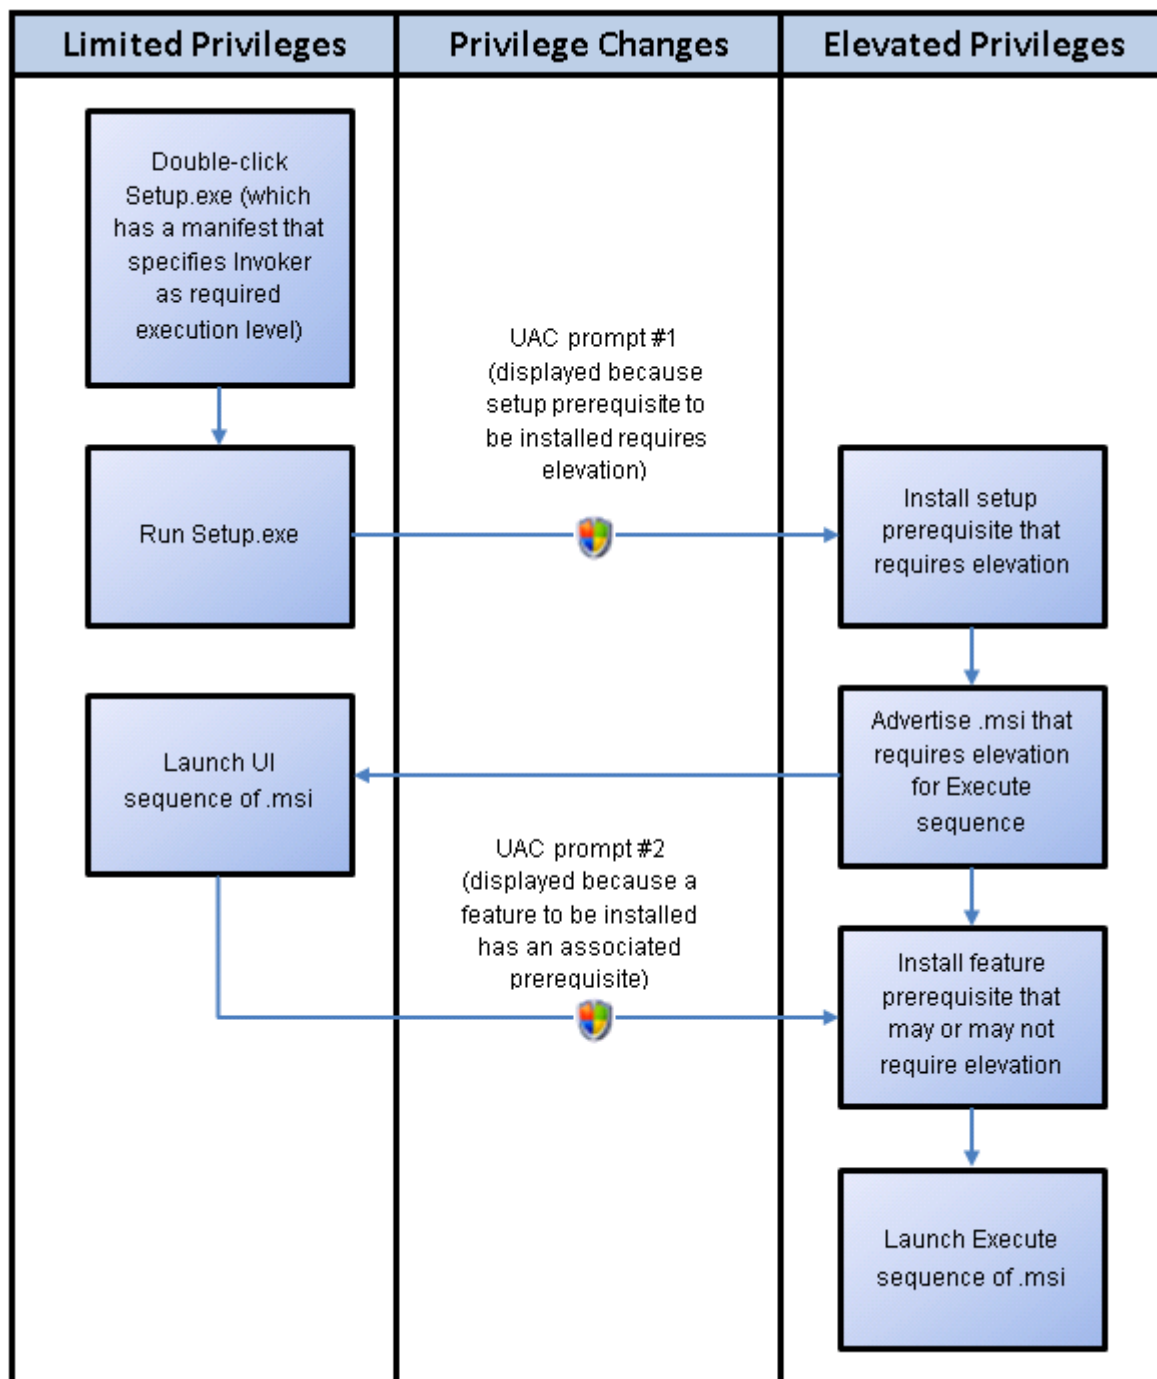 Limited Privileges
Privilege Changes
Elevated Privileges
Double-click
Setup.exe (which
has a manifest that
specifies Invoker
as required
execution level)
UAC prompt #1
(displayed because
setup prerequisite to
be installed requires
elevation)
Run Setup.exe
Install setup
prerequisite that
requires elevation
Advertise .msi that
requires elevation
for Execute
sequence
Launch UI
sequence of .msi
UAC prompt #2
(displayed because a
feature to be installed
has an associated
prerequisite)
Install feature
prerequisite that
may or may not
require elevation
Launch Execute
sequence of .msi